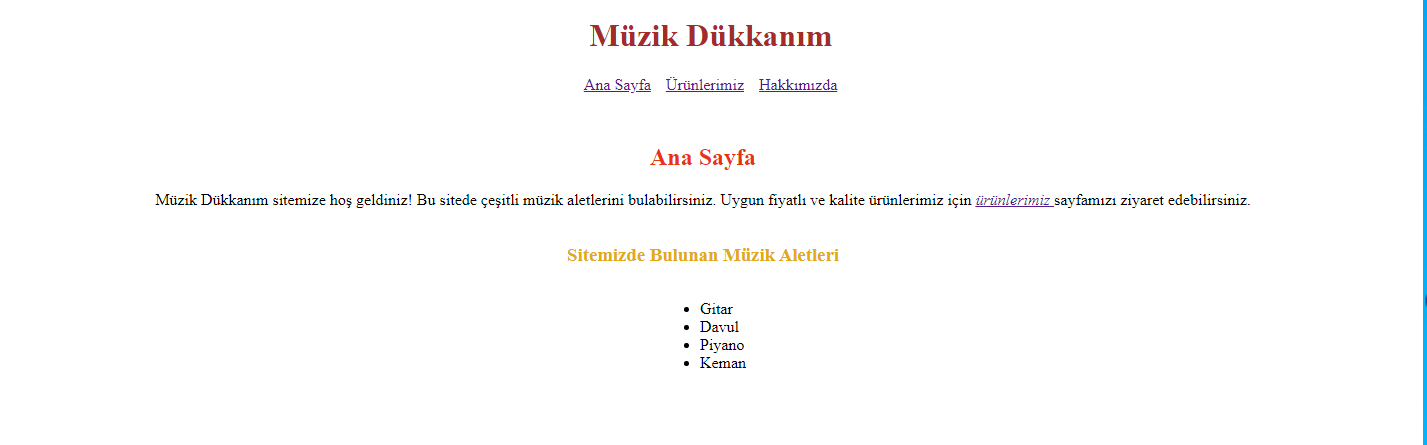 Müzik Dükkanım
Ana Sayfa Ürünlerimiz Hakkımızda
Ana Sayfa
Müzik Dükkanım sitemize hoş geldiniz! Bu sitede çeşitli müzik aletlerini bulabilirsiniz. Uygun fiyatlı ve kalite ürünlerimiz için ürünlerimiz sayfamızı ziyaret edebilirsiniz.
Sitemizde Bulunan Müzik Aletleri
Gitar
Davul
Piyano
Keman